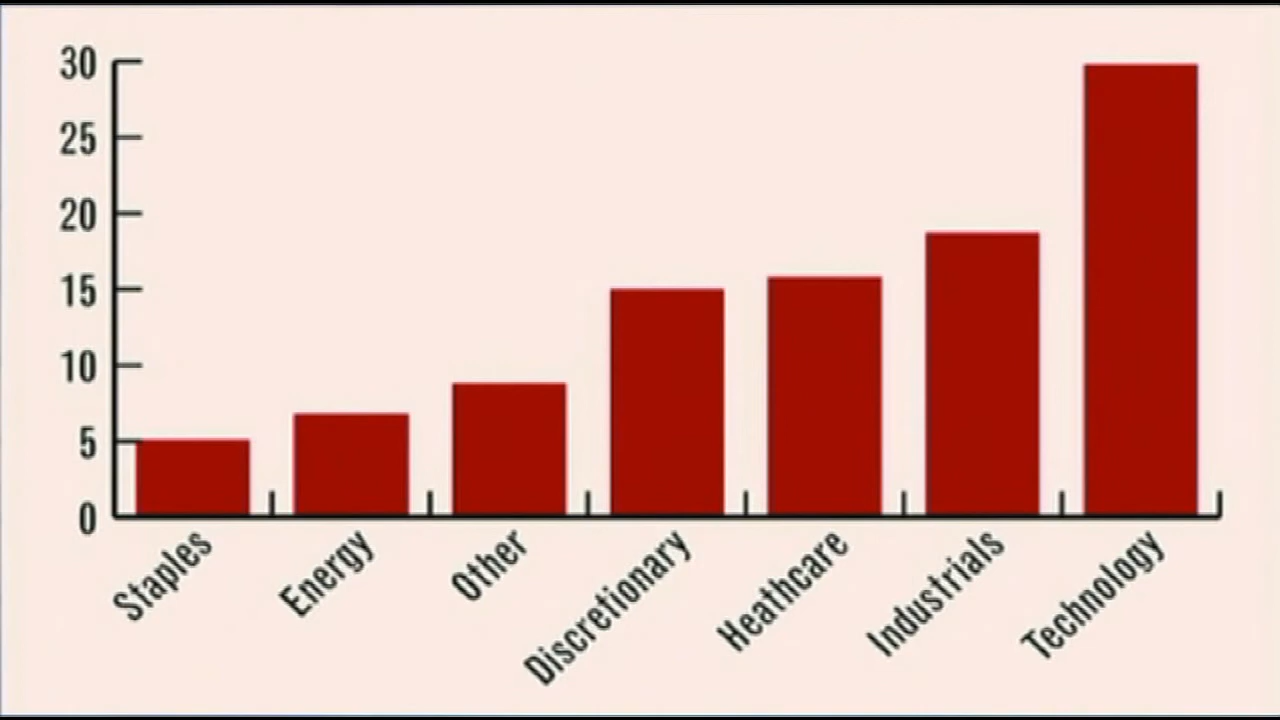 30
25
20
15
10
5
0
Staples
Energy
Other
Discretionary
Heathcare
Industrials
Technology